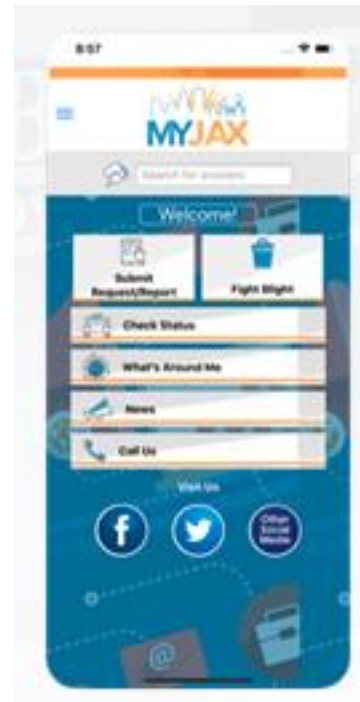 8:57
MYJAX
Search for answers
Welcome!
Submit
Request/Report
Fight Blight
Check Status
What's Around Me
News
Call Us
Visit Us
f
Other
Social
Media
@